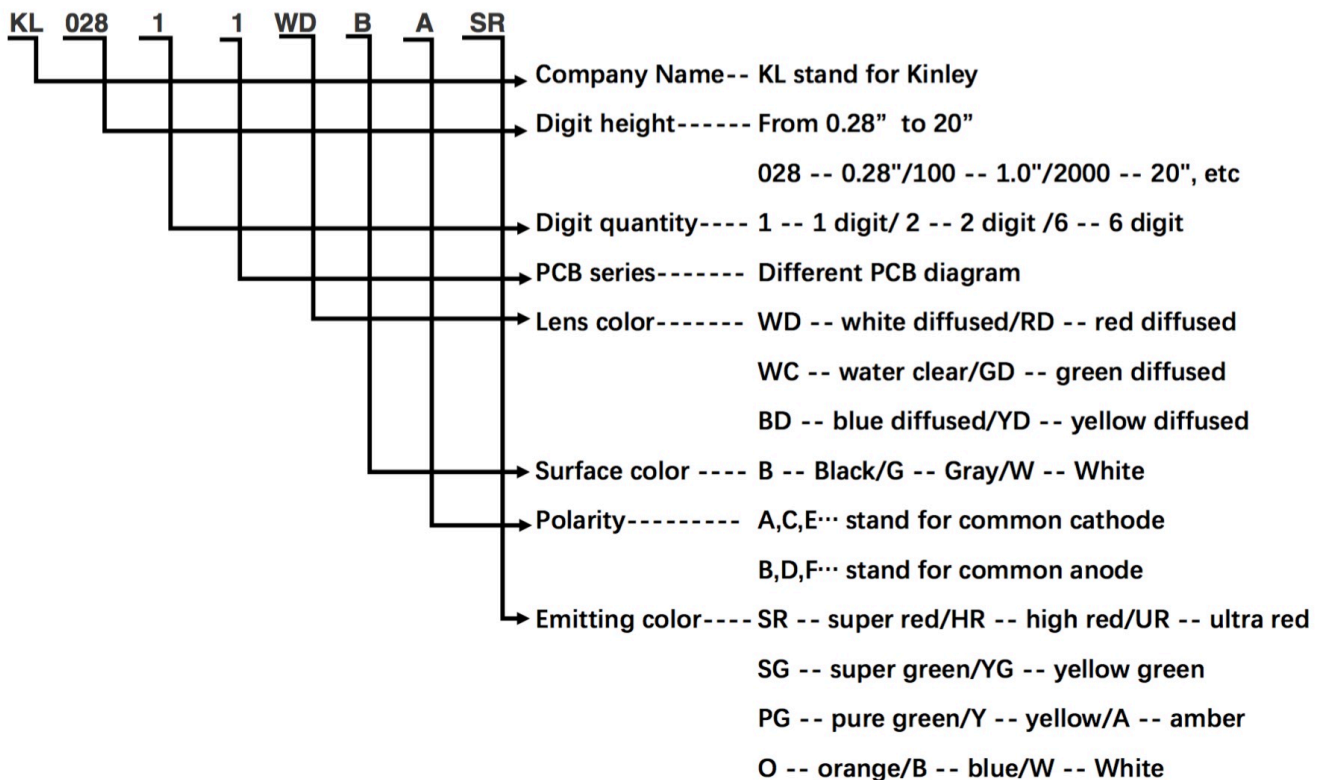 KL 028 1 1 WD B A SR
Company Name-- KL stand for Kinley
Digit height------ From 0.28” to 20”
028 -- 0.28"/100 -- 1.0"/2000 -- 20", etc
Digit quantity---- 1 -- 1 digit/ 2 -- 2 digit /6 -- 6 digit
PCB series------- Different PCB diagram
Lens color------- WD -- white diffused/RD -- red diffused
WC -- water clear/GD -- green diffused
BD -- blue diffused/YD -- yellow diffused
Surface color ---- B -- Black/G -- Gray/W -- White
Polarity--------- A,C,E··· stand for common cathode
B,D,F··· stand for common anode
Emitting color---- SR -- super red/HR -- high red/UR -- ultra red
SG -- super green/YG -- yellow green
PG -- pure green/Y -- yellow/A -- amber
O -- orange/B -- blue/W -- White